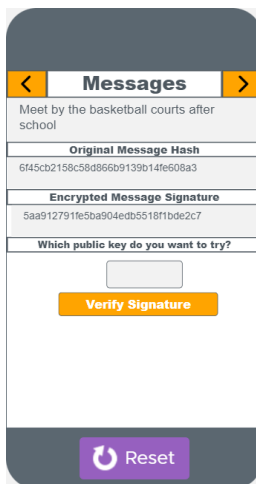 Messages
Meet by the basketball courts after
school
Original Message Hash
6f45cb2158c58d866b9139b14fe608a3
Encrypted Message Signature
5aa912791fe5ba904edb5518f1bde2c7
Which public key do you want to try?
Verify Signature
Reset